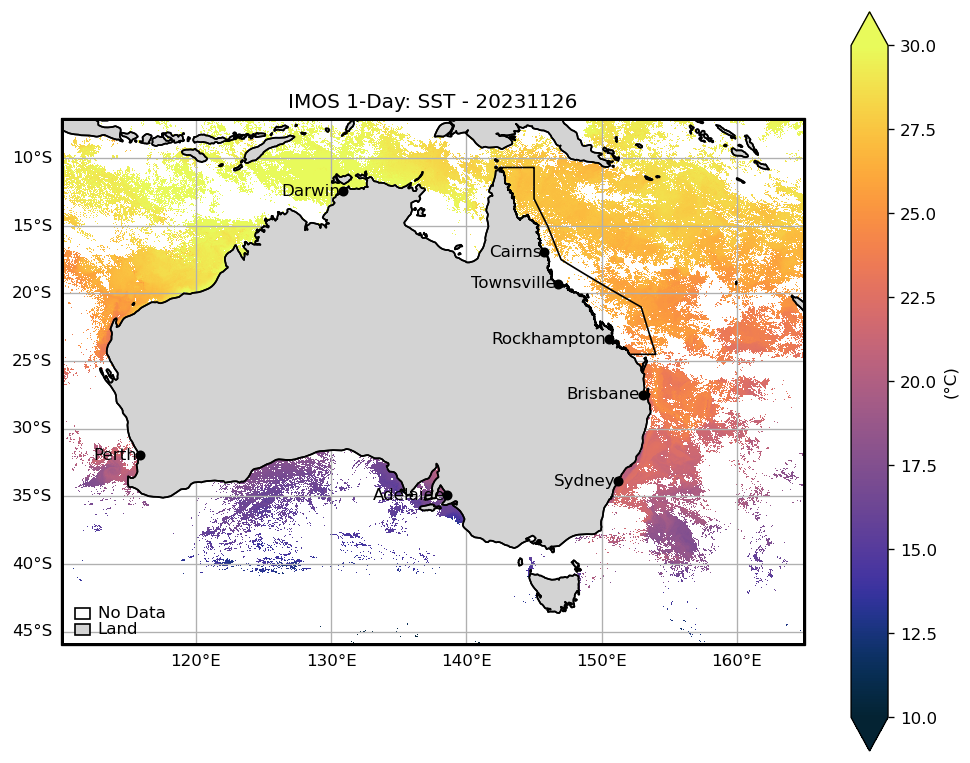 IMOS 1-Day: SST - 20231126
30.0
27.5
25.0
22.5
20.0
17.5
15.0
12.5
10.0
(°C)
10°S
15°S
20°S
25°S
30°S
35°S
40°S
45°S
Darwin
Cairns
Townsville
Rockhampton
Brisbane
Perth
Sydney
Adelaide
No Data
Land
120°E
130°E
140°E
150°E
160°E